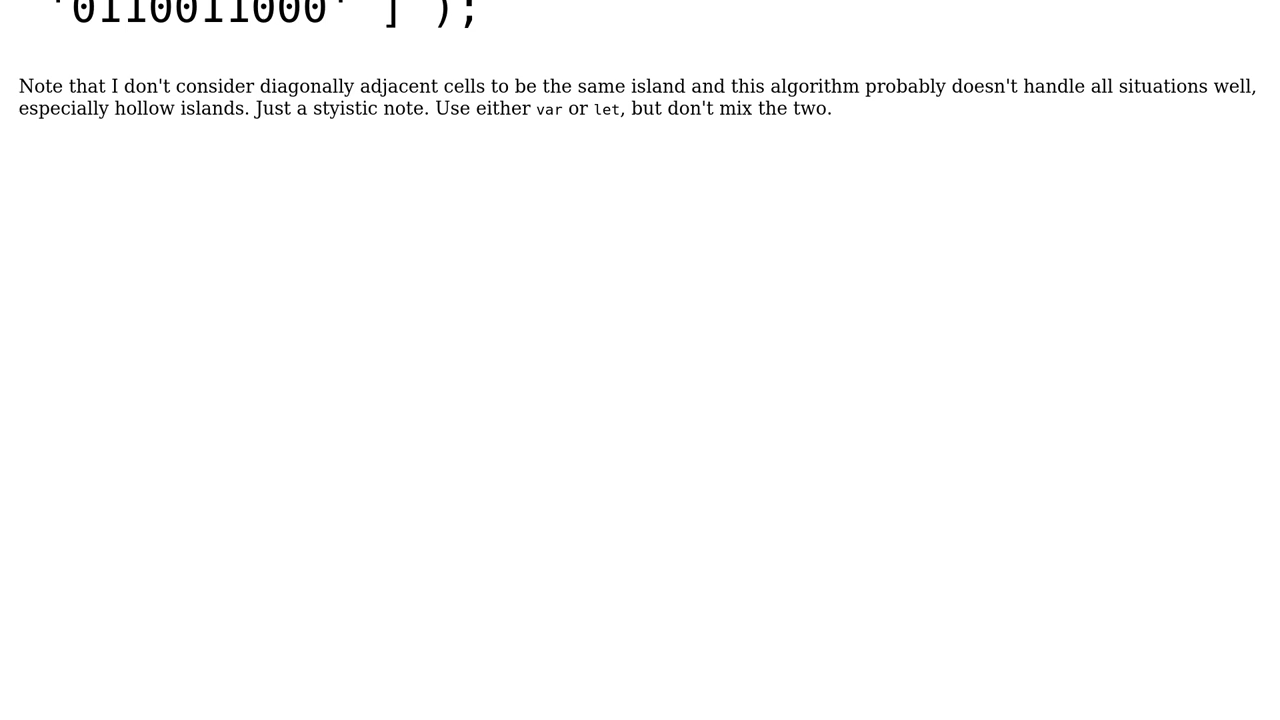 '0110011000' ] );
Note that I don't consider diagonally adjacent cells to be the same island and this algorithm probably doesn't handle all situations well,
especially hollow islands. Just a styistic note. Use either var or let, but don't mix the two.